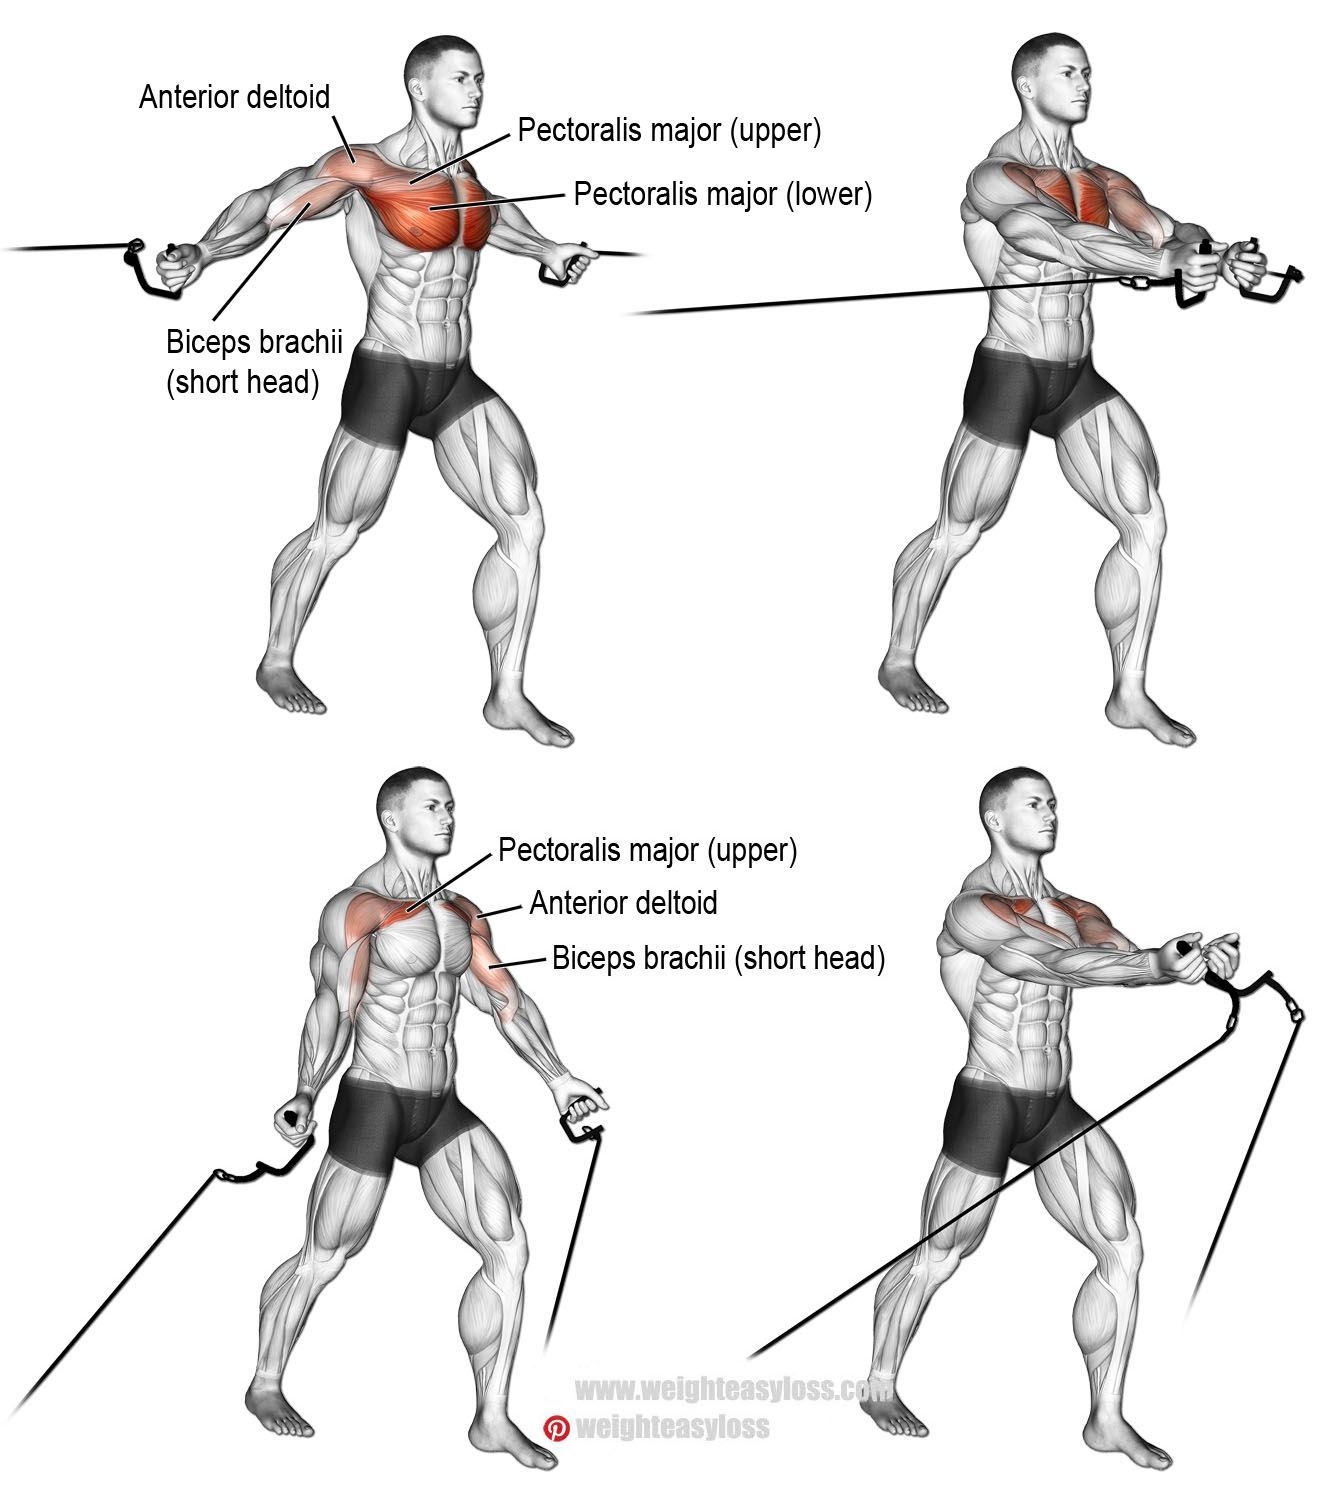 Anterior deltoid
Pectoralis major (upper)
Pectoralis major (lower)
Biceps brachii
(short head)
Pectoralis major (upper)
Anterior deltoid
Biceps brachii (short head)
www.weighteasyloss.com
weighteasyloss